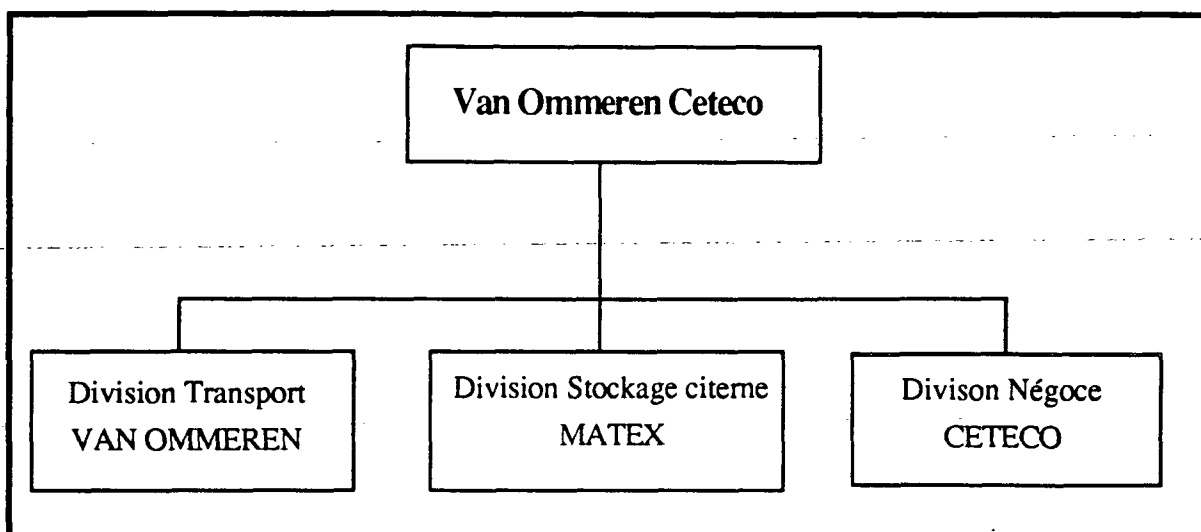 Van Ommeren Ceteco
Division Transport
VAN OMMEREN
Division Stockage citerne
MATEX
Divison Négoce
CETECO